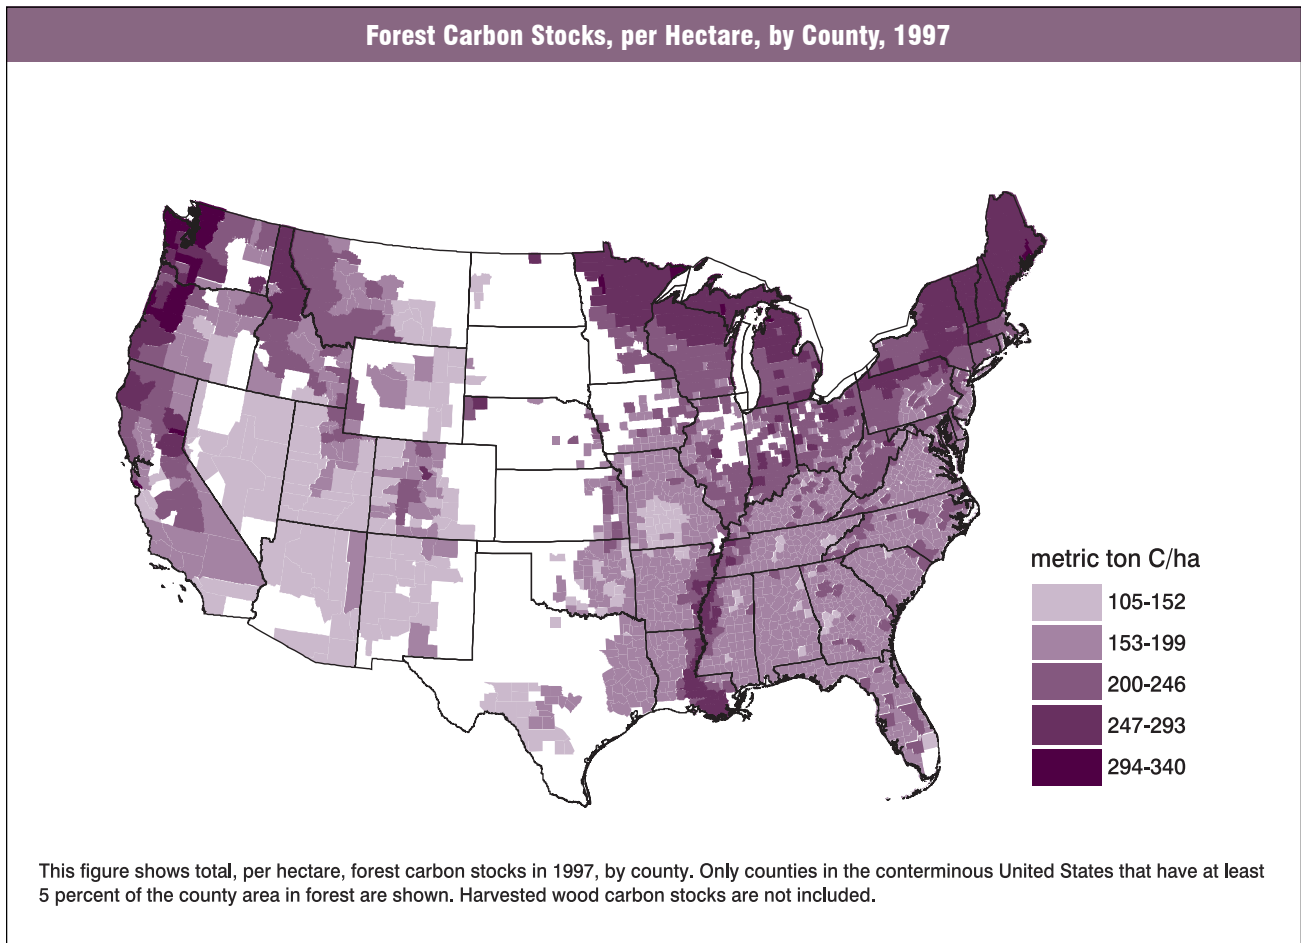 Forest Carbon Stocks, per Hectare, by County, 1997
metric ton C/ha
105-152
153-199
200-246
247-293
294-340
This figure shows total, per hectare, forest carbon stocks in 1997, by county. Only counties in the conterminous United States that have at least
5 percent of the county area in forest are shown. Harvested wood carbon stocks are not included.